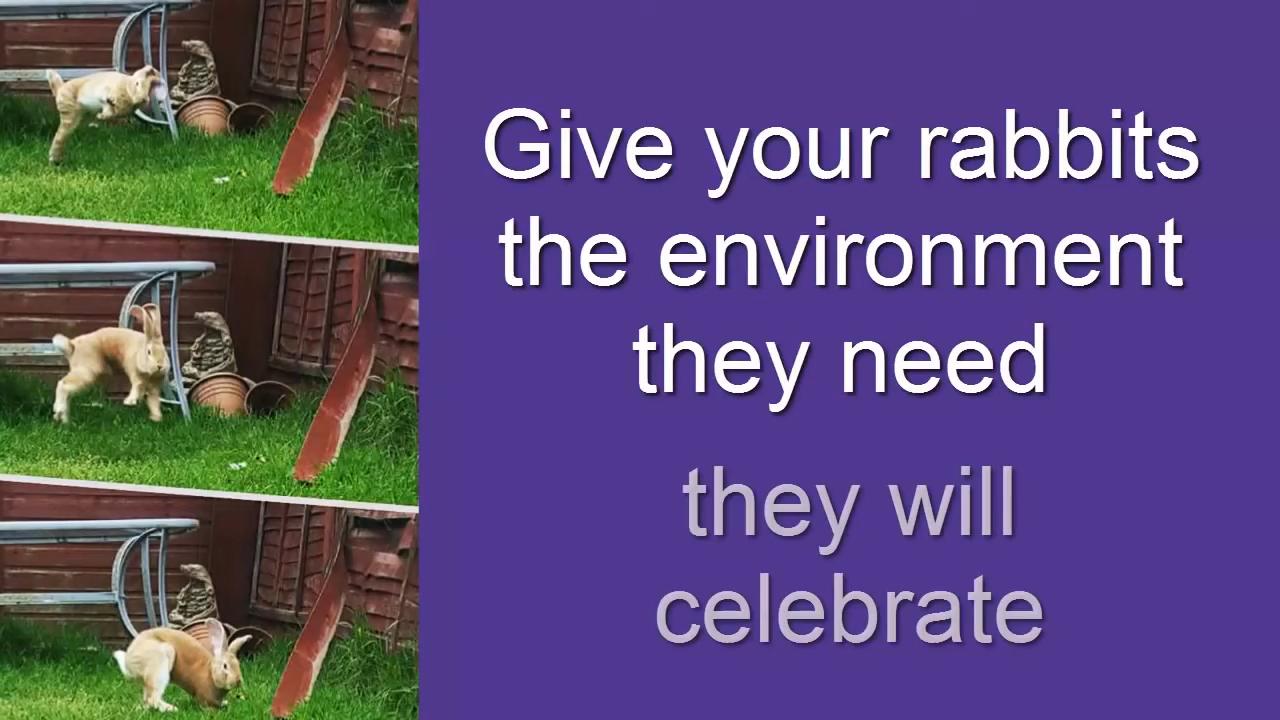 Give your rabbits
the environment
they need
they will
celebrate